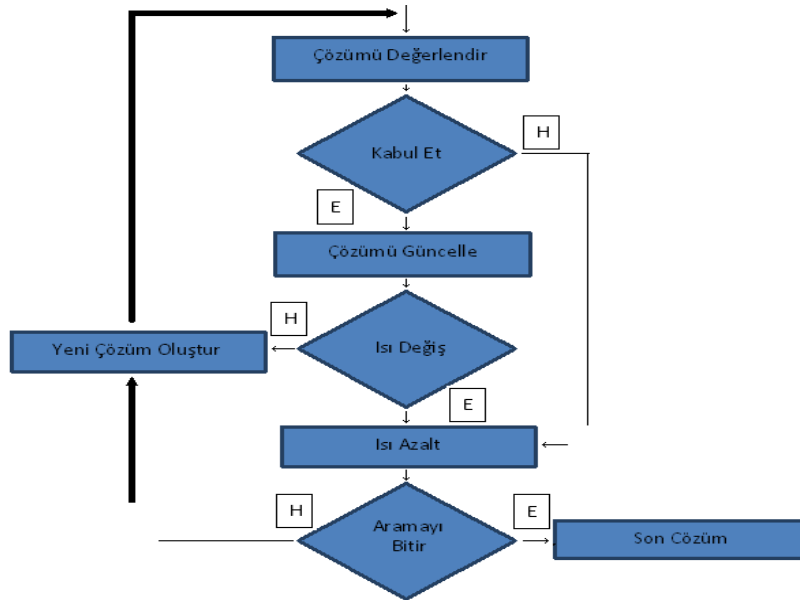 Çözümü Değerlendir
Kabul Et
H
E
Çözümü Güncelle
H
Yeni Çözüm Oluştur
Isı Değiş
E
Isı Azalt
H
Aramayı
Bitir
E
Son Cözüm